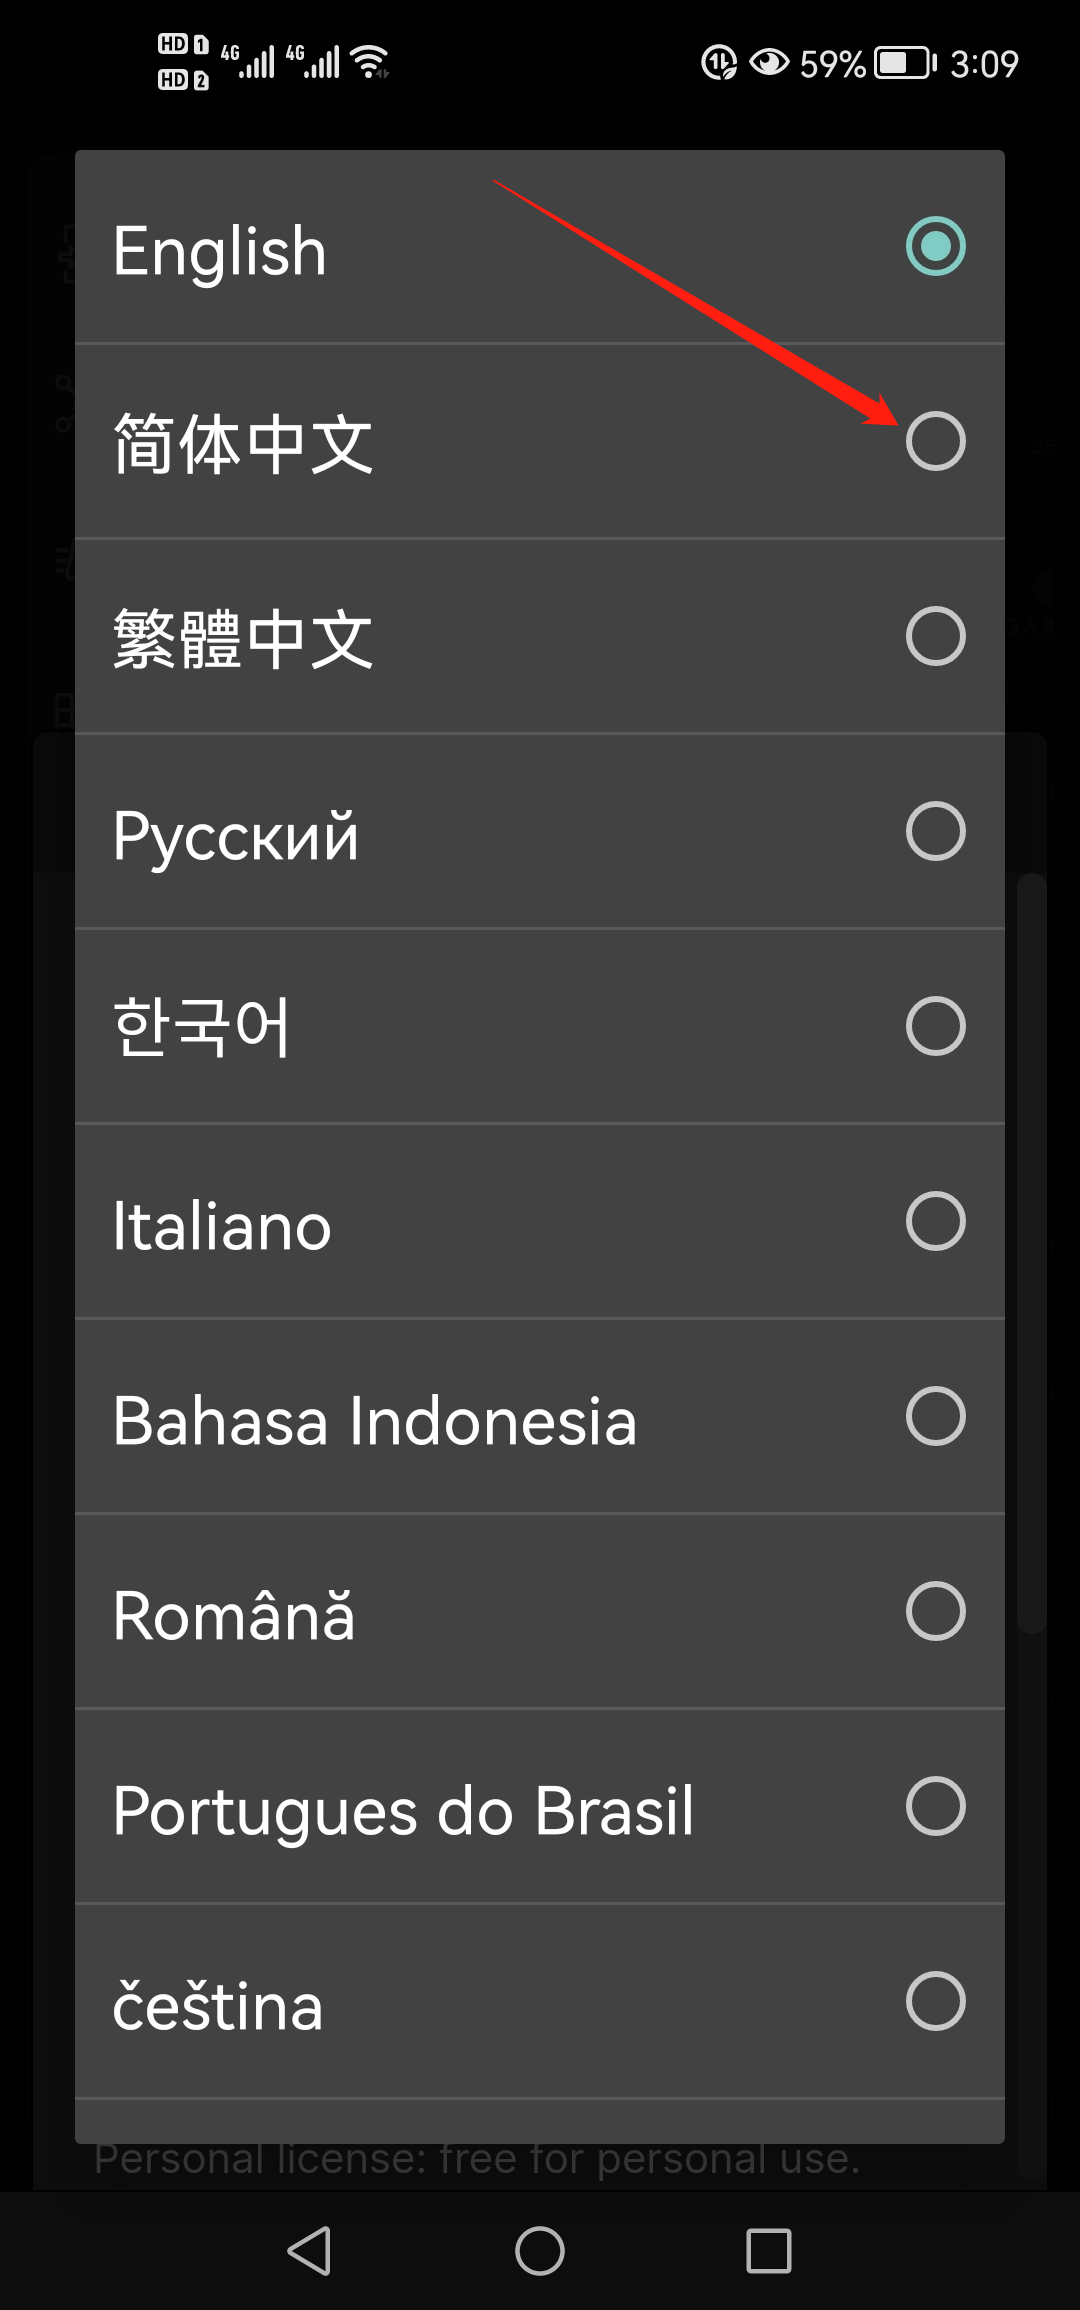 HD 1 4G 4G 59% 3:09
HD 2
English
简体中文
繁體中文
Русский
한국어
Italiano
Bahasa Indonesia
Română
Portugues do Brasil
čeština
Personal license: free for personal use.